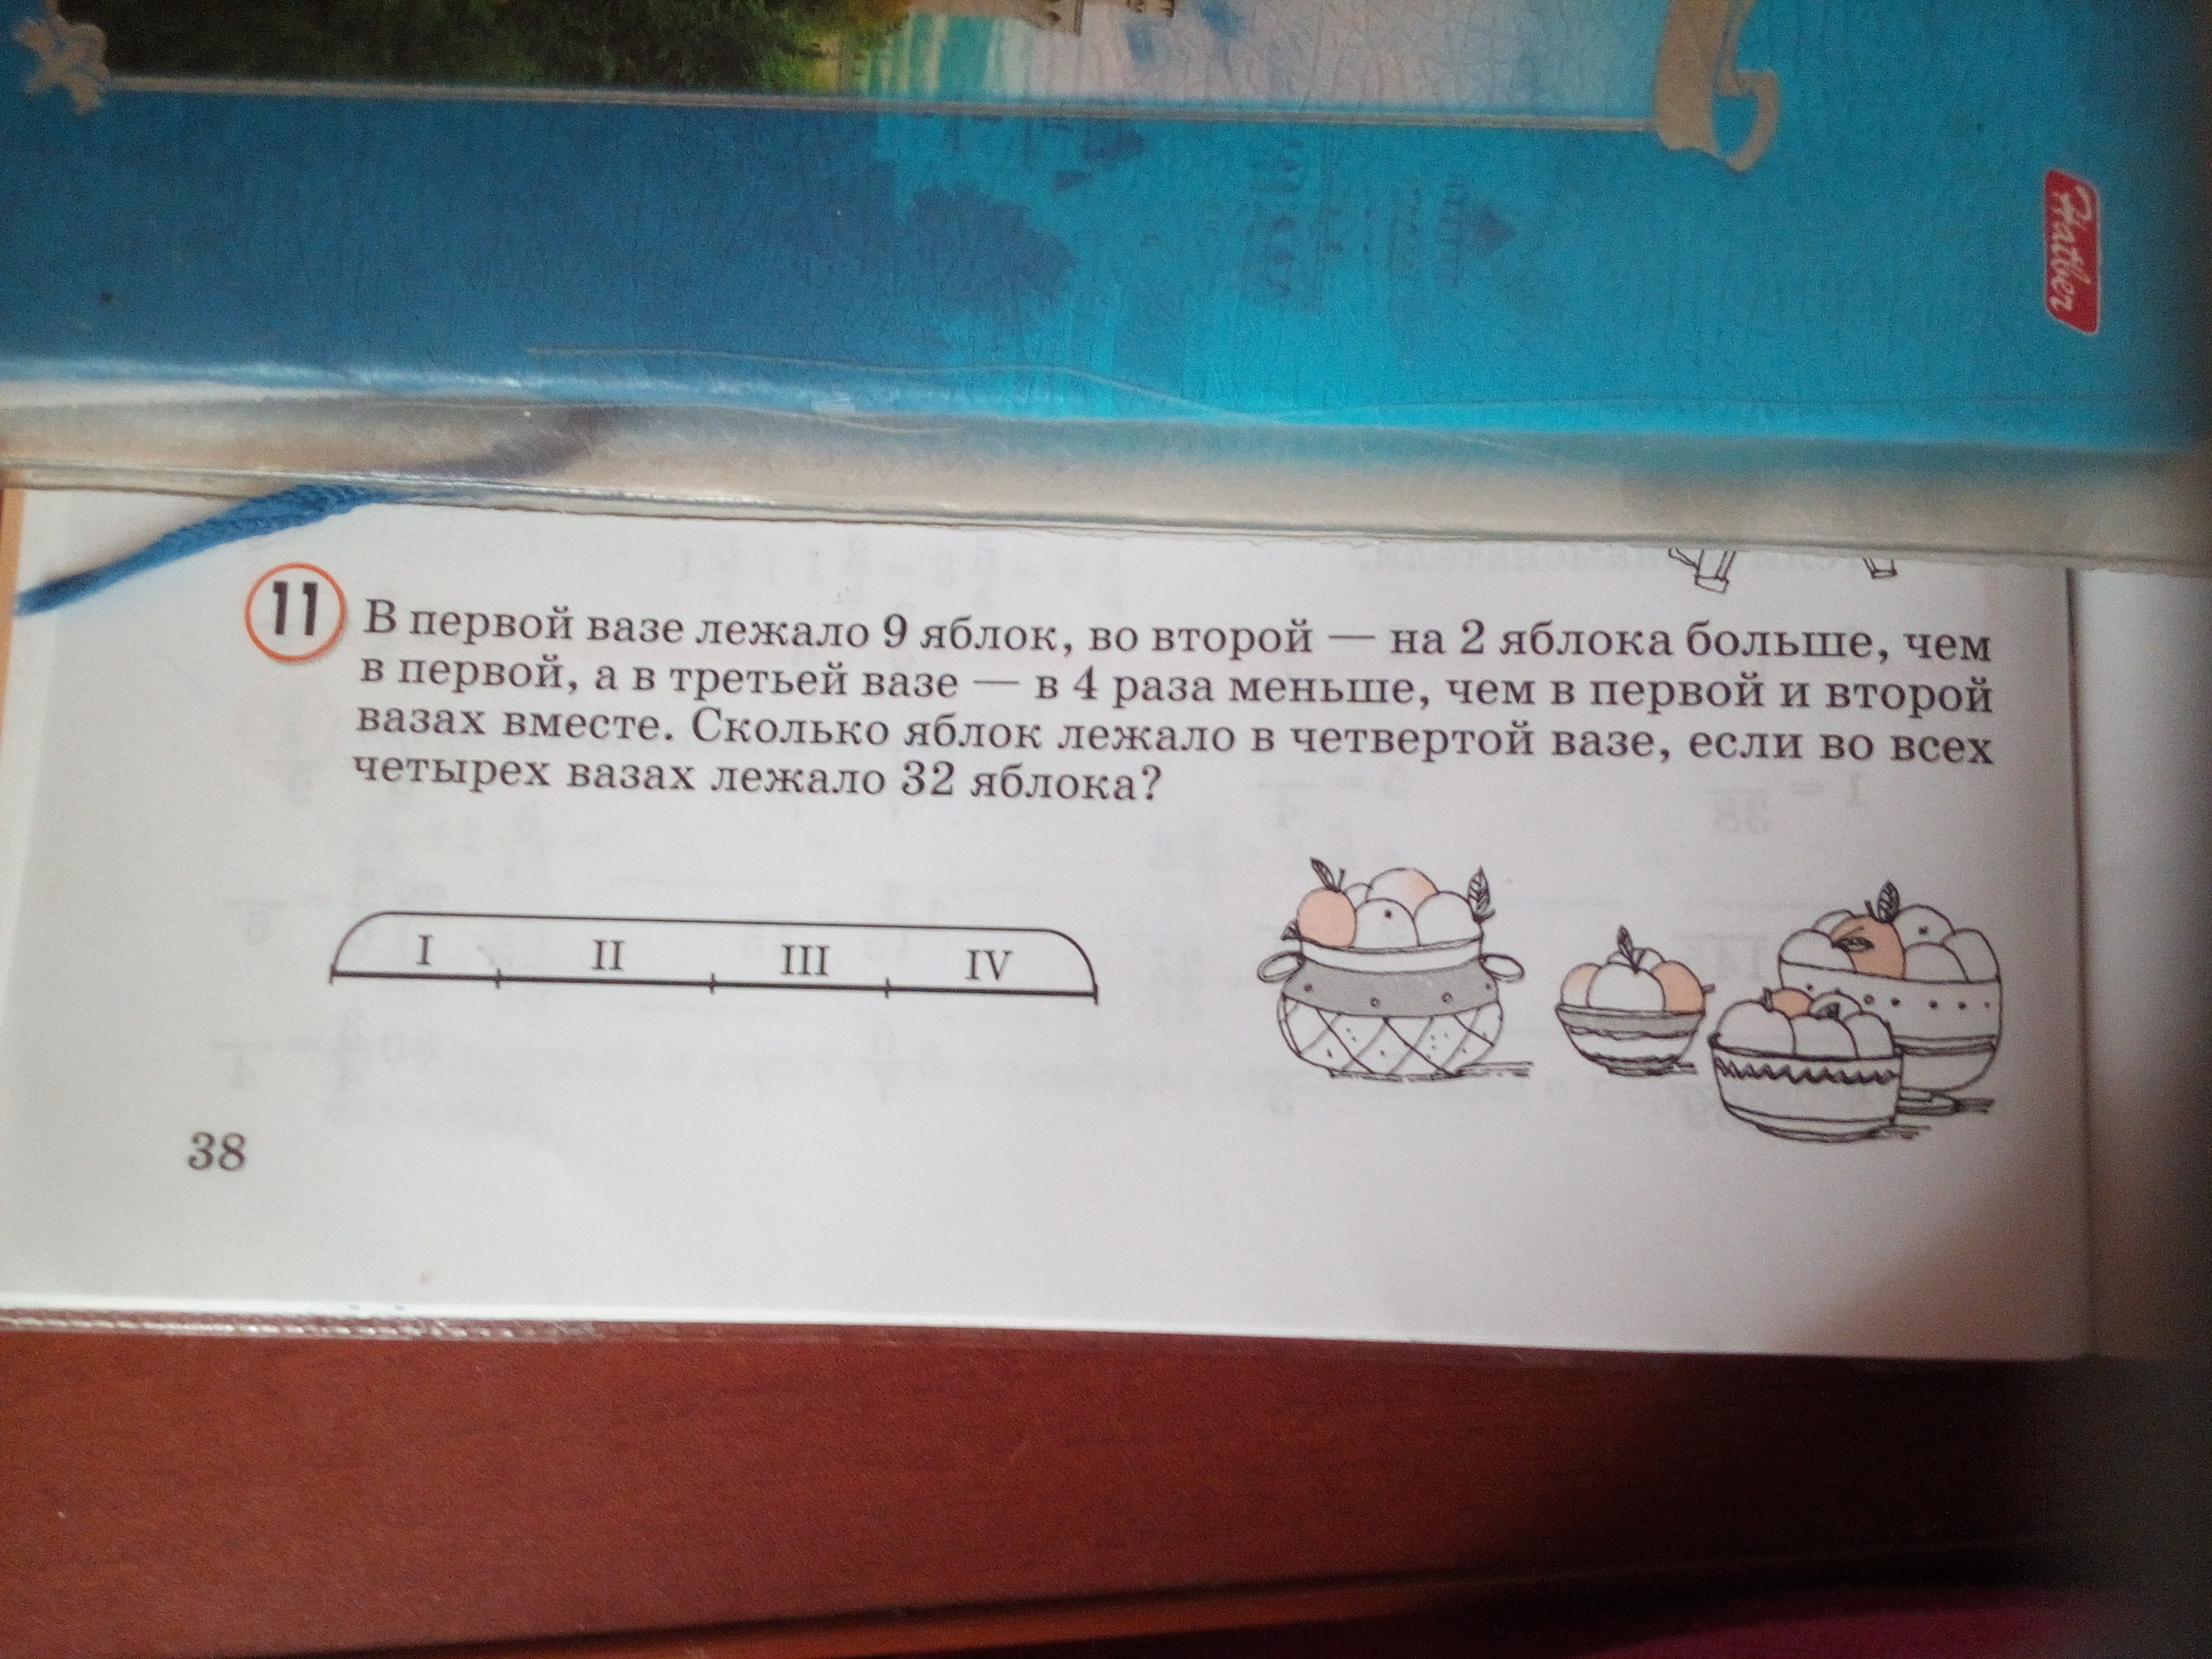 Hatber
11 В первой вазе лежало 9 яблок, во второй — на 2 яблока больше, чем
в первой, а в третьей вазе — в 4 раза меньше, чем в первой и второй
вазах вместе. Сколько яблок лежало в четвертой вазе, если во всех
четырех вазах лежало 32 яблока?
I II III IV
38